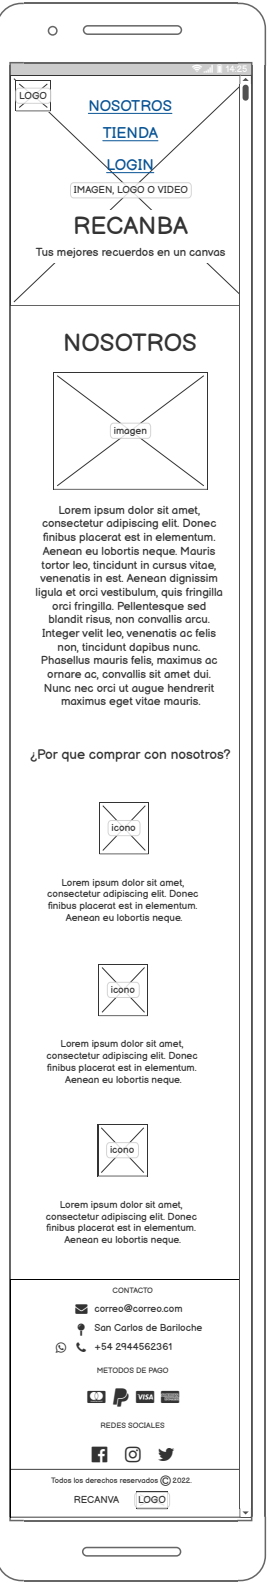 14:25
LOGO
NOSOTROS
TIENDA
LOGIN
IMAGEN, LOGO O VIDEO
RECANBA
Tus mejores recuerdos en un canvas
NOSOTROS
imagen
Lorem ipsum dolor sit amet,
consectetur adipiscing elit. Donec
finibus placerat est in elementum.
Aenean eu lobortis neque. Mauris
tortor leo, tincidunt in cursus vitae,
venenatis in est. Aenean dignissim
ligula et orci vestibulum, quis fringilla
orci fringilla. Pellentesque sed
blandit risus, non convallis arcu.
Integer velit leo, venenatis ac felis
non, tincidunt dapibus nunc.
Phasellus mauris felis, maximus ac
ornare ac, convallis sit amet dui.
Nunc nec orci ut augue hendrerit
maximus eget vitae mauris.
¿Por que comprar con nosotros?
icono
Lorem ipsum dolor sit amet,
consectetur adipiscing elit. Donec
finibus placerat est in elementum.
Aenean eu lobortis neque.
icono
Lorem ipsum dolor sit amet,
consectetur adipiscing elit. Donec
finibus placerat est in elementum.
Aenean eu lobortis neque.
icono
Lorem ipsum dolor sit amet,
consectetur adipiscing elit. Donec
finibus placerat est in elementum.
Aenean eu lobortis neque.
CONTACTO
correo@correo.com
San Carlos de Bariloche
+54 2944562361
METODOS DE PAGO
VISA
REDES SOCIALES
Todos los derechos reservados © 2022.
RECANVA LOGO